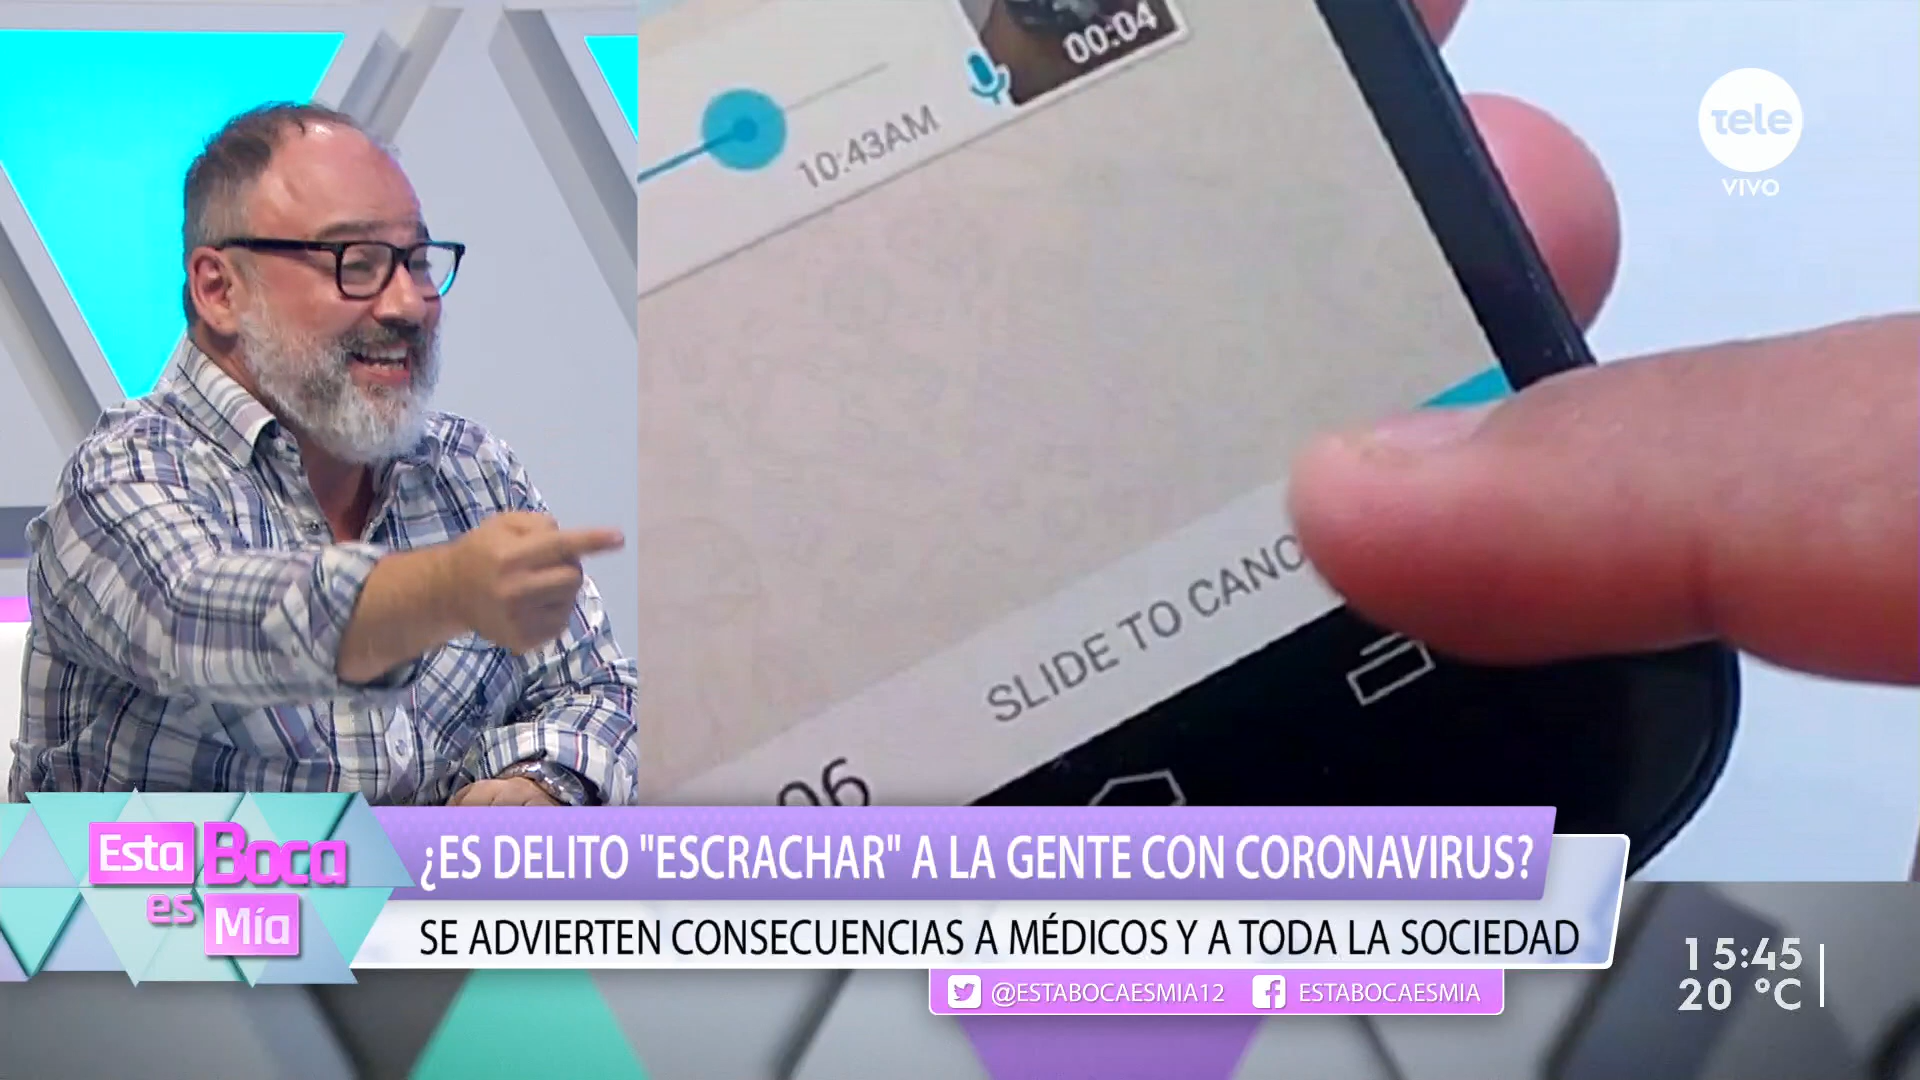 00:04
10:43AM
tele
VIVO
SLIDE TO CANC
06
Esta
Boca
es
Mía
¿ES DELITO "ESCRACHAR" A LA GENTE CON CORONAVIRUS?
SE ADVIERTEN CONSECUENCIAS A MÉDICOS Y A TODA LA SOCIEDAD
@ESTABOCAESMIA12
ESTABOCAESMIA
15:45
20 °C